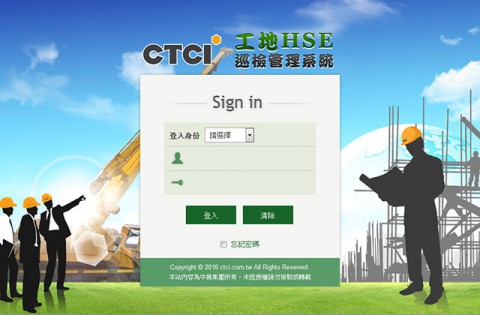 CTCI 工地HSE
巡檢管理系統
Sign in
登入身份 請選擇
登入 清除
忘記密碼
Copyright © 2016 ctci.com.tw All Rights Reserved.
本站內容為中鼎集團所有，未經授權請勿複製或轉載